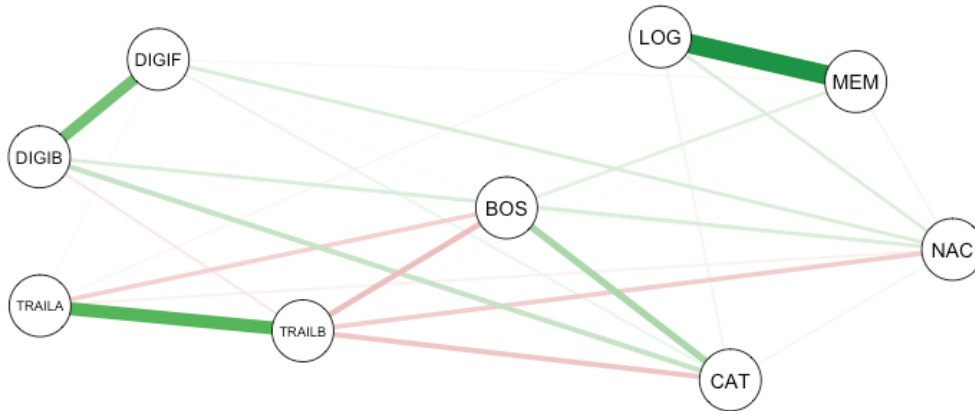 LOG
DIGIF
MEM
DIGIB
BOS
NAC
TRAILA
TRAILB
CAT